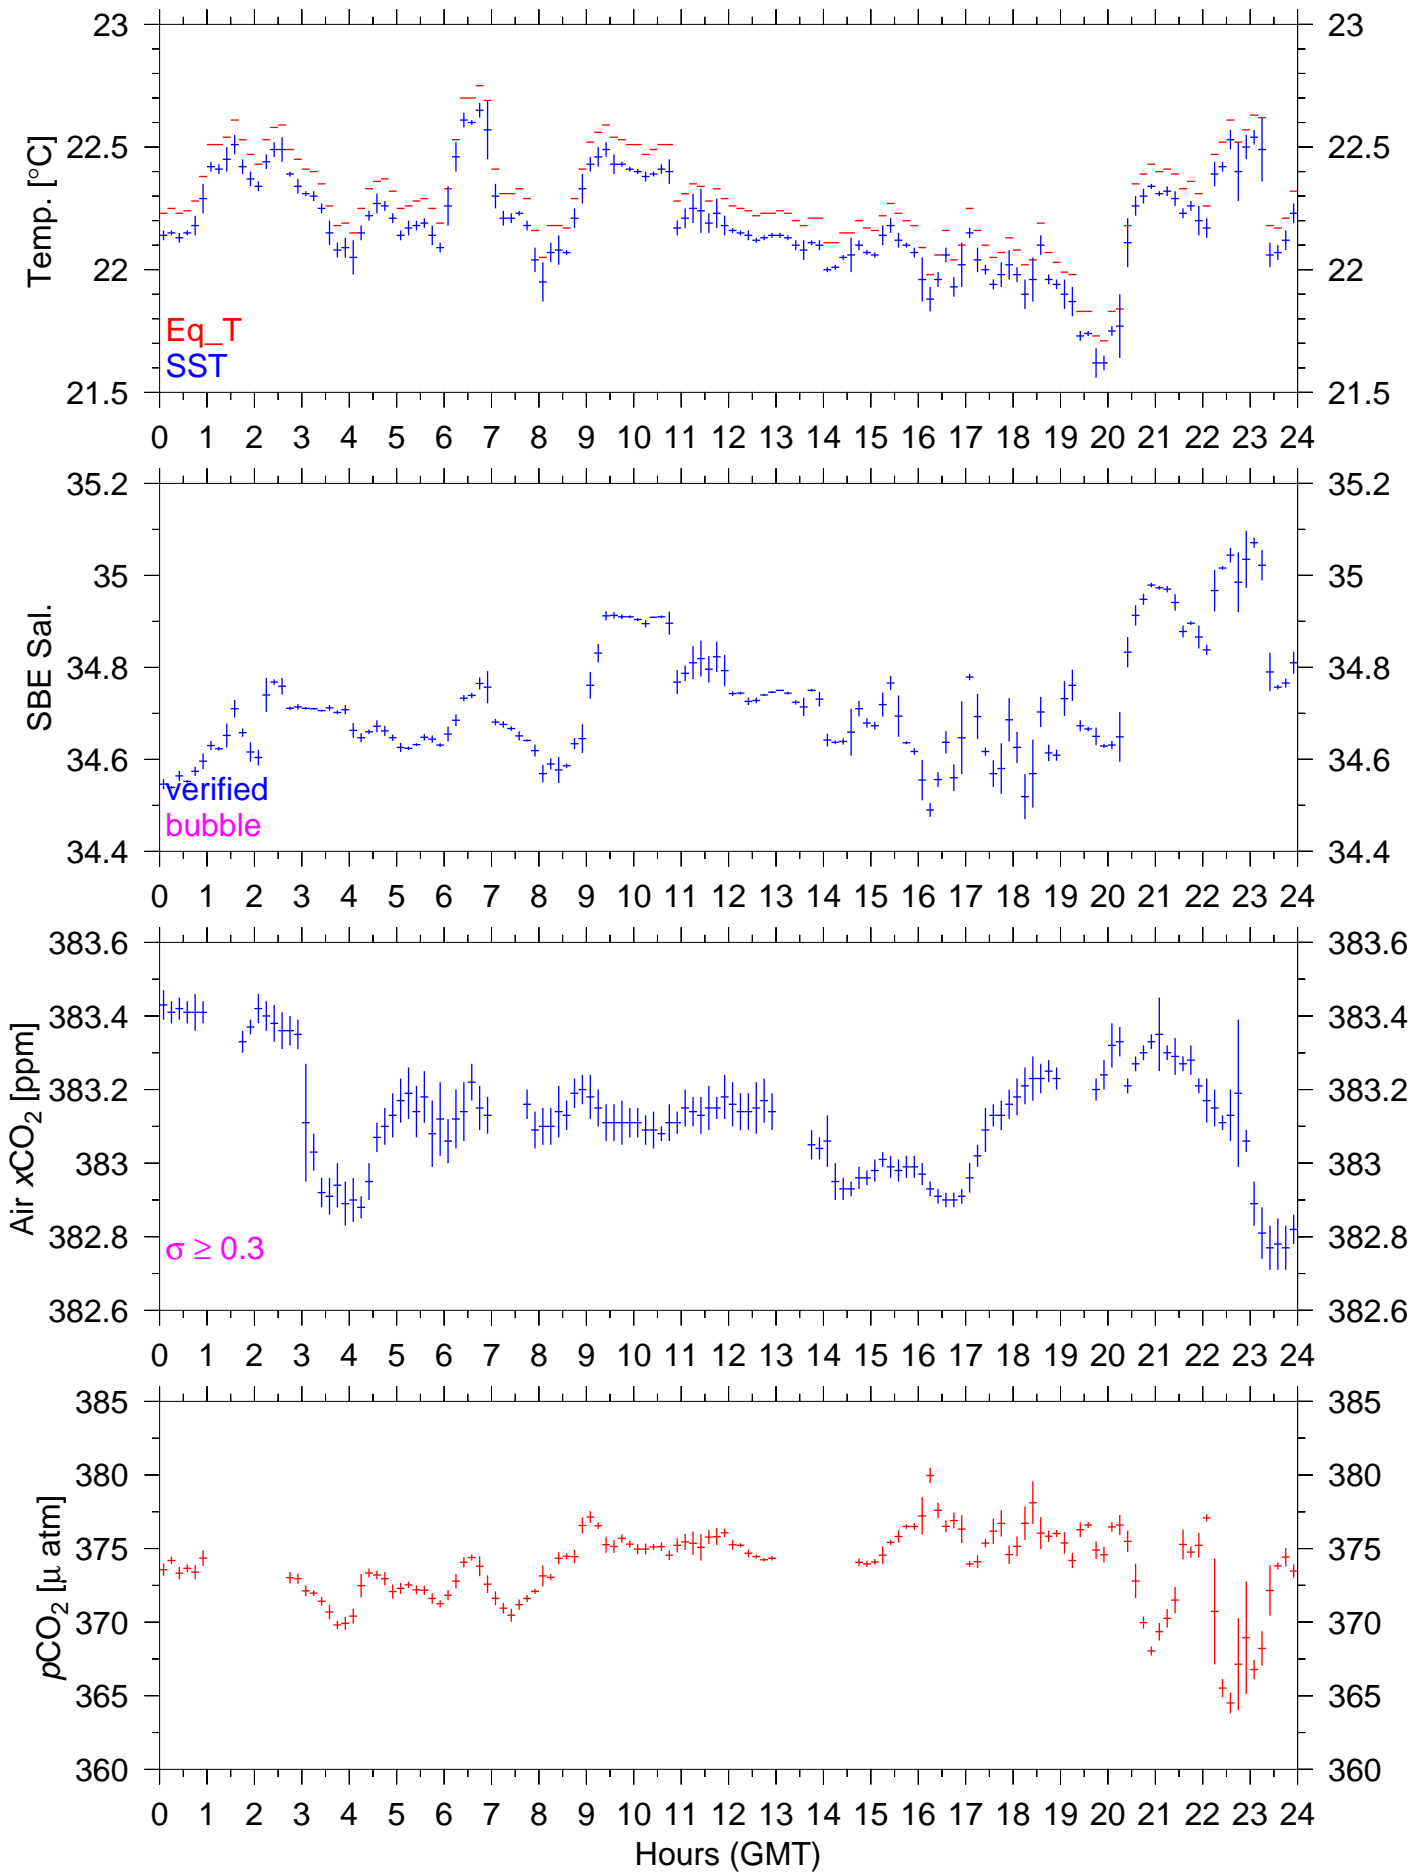 23 23
22.5 22.5
22 22
21.5 21.5
Temp. [°C]
Eq_T
SST
0 1 2 3 4 5 6 7 8 9 10 11 12 13 14 15 16 17 18 19 20 21 22 23 24
35.2 35.2
35 35
34.8 34.8
34.6 34.6
34.4 34.4
SBE Sal.
verified
bubble
0 1 2 3 4 5 6 7 8 9 10 11 12 13 14 15 16 17 18 19 20 21 22 23 24
383.6 383.6
383.4 383.4
383.2 383.2
383 383
382.8 382.8
382.6 382.6
Air xCO₂ [ppm]
σ ≥ 0.3
0 1 2 3 4 5 6 7 8 9 10 11 12 13 14 15 16 17 18 19 20 21 22 23 24
385 385
380 380
375 375
370 370
365 365
360 360
pCO₂ [μ atm]
0 1 2 3 4 5 6 7 8 9 10 11 12 13 14 15 16 17 18 19 20 21 22 23 24
Hours (GMT)